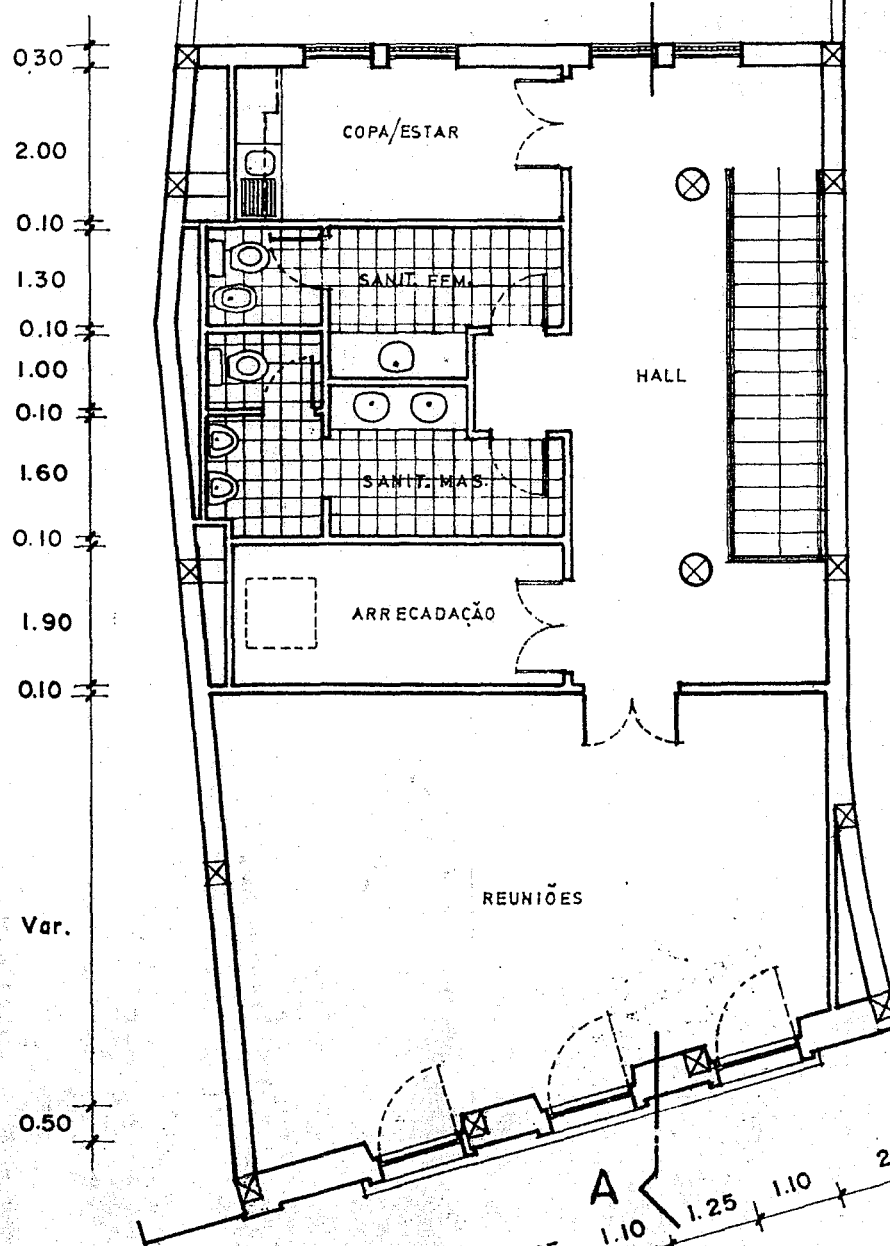 0.30
2.00
0.10
1.30
0.10
1.00
0.10
1.60
0.10
1.90
0.10
Var.
0.50
COPA/ESTAR
SANIT. FEM.
HALL
SANIT. MAS.
ARRECADAÇÃO
REUNIÕES
A
1.10
1.25
1.10